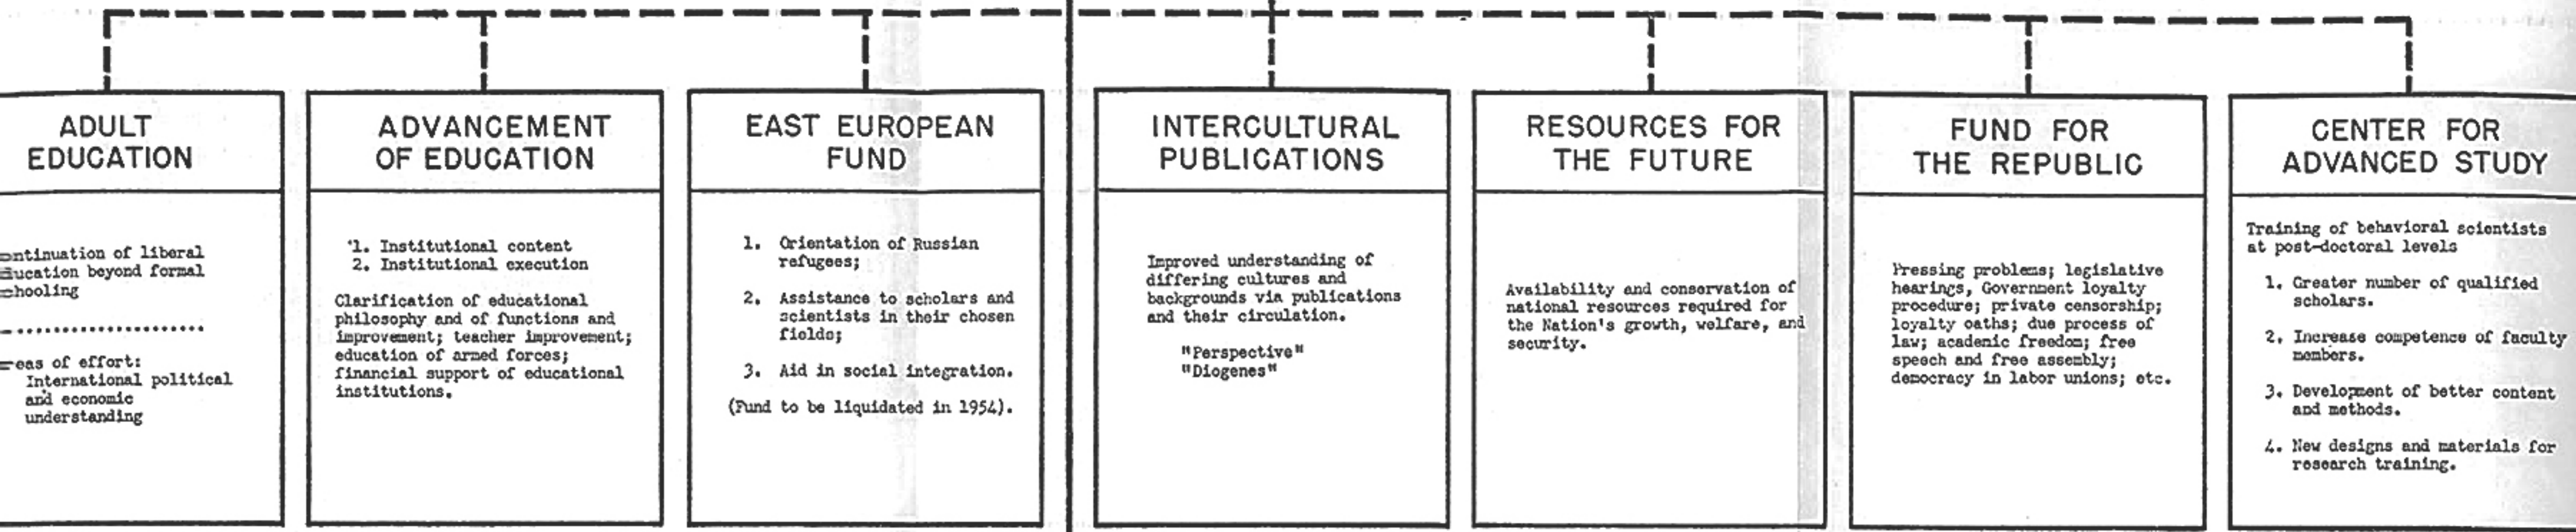 ADULT
EDUCATION
ontinuation of liberal
ducation beyond formal
chooling
reas of effort:
International political
and economic
understanding
ADVANCEMENT
OF EDUCATION
1. Institutional content
2. Institutional execution
Clarification of educational
philosophy and of functions and
improvement; teacher improvement;
education of armed forces;
financial support of educational
institutions.
EAST EUROPEAN
FUND
1. Orientation of Russian
refugees;
2. Assistance to scholars and
scientists in their chosen
fields;
3. Aid in social integration.
(Fund to be liquidated in 1954).
INTERCULTURAL
PUBLICATIONS
Improved understanding of
differing cultures and
backgrounds via publications
and their circulation.
"Perspective"
"Diogenes"
RESOURCES FOR
THE FUTURE
Availability and conservation of
national resources required for
the Nation's growth, welfare, and
security.
FUND FOR
THE REPUBLIC
Pressing problems; legislative
hearings, Government loyalty
procedure; private censorship;
loyalty oaths; due process of
law; academic freedom; free
speech and free assembly;
democracy in labor unions; etc.
CENTER FOR
ADVANCED STUDY
Training of behavioral scientists
at post-doctoral levels
1. Greater number of qualified
scholars.
2. Increase competence of faculty
members.
3. Development of better content
and methods.
4. New designs and materials for
research training.